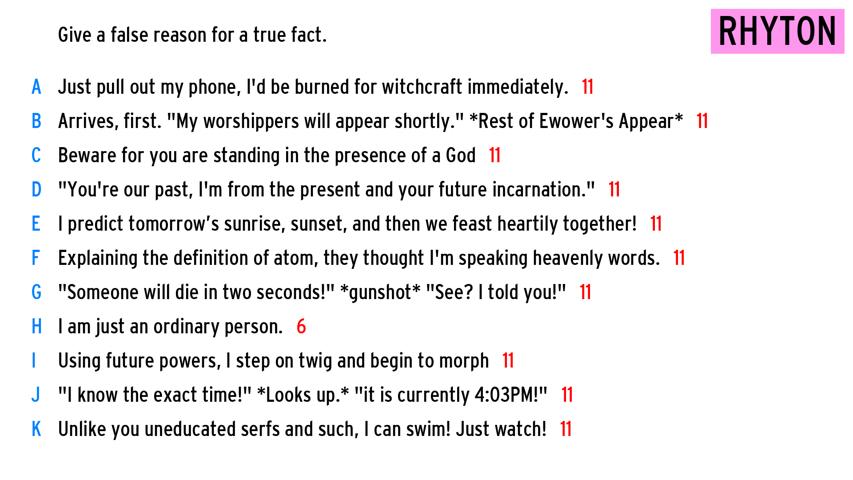 Give a false reason for a true fact.
RHYTON
A Just pull out my phone, I'd be burned for witchcraft immediately. 11
B Arrives, first. "My worshippers will appear shortly." *Rest of Ewower's Appear* 11
C Beware for you are standing in the presence of a God 11
D "You're our past, I'm from the present and your future incarnation." 11
E I predict tomorrow’s sunrise, sunset, and then we feast heartily together! 11
F Explaining the definition of atom, they thought I'm speaking heavenly words. 11
G "Someone will die in two seconds!" *gunshot* "See? I told you!" 11
H I am just an ordinary person. 6
I Using future powers, I step on twig and begin to morph 11
J "I know the exact time!" *Looks up.* "it is currently 4:03PM!" 11
K Unlike you uneducated serfs and such, I can swim! Just watch! 11